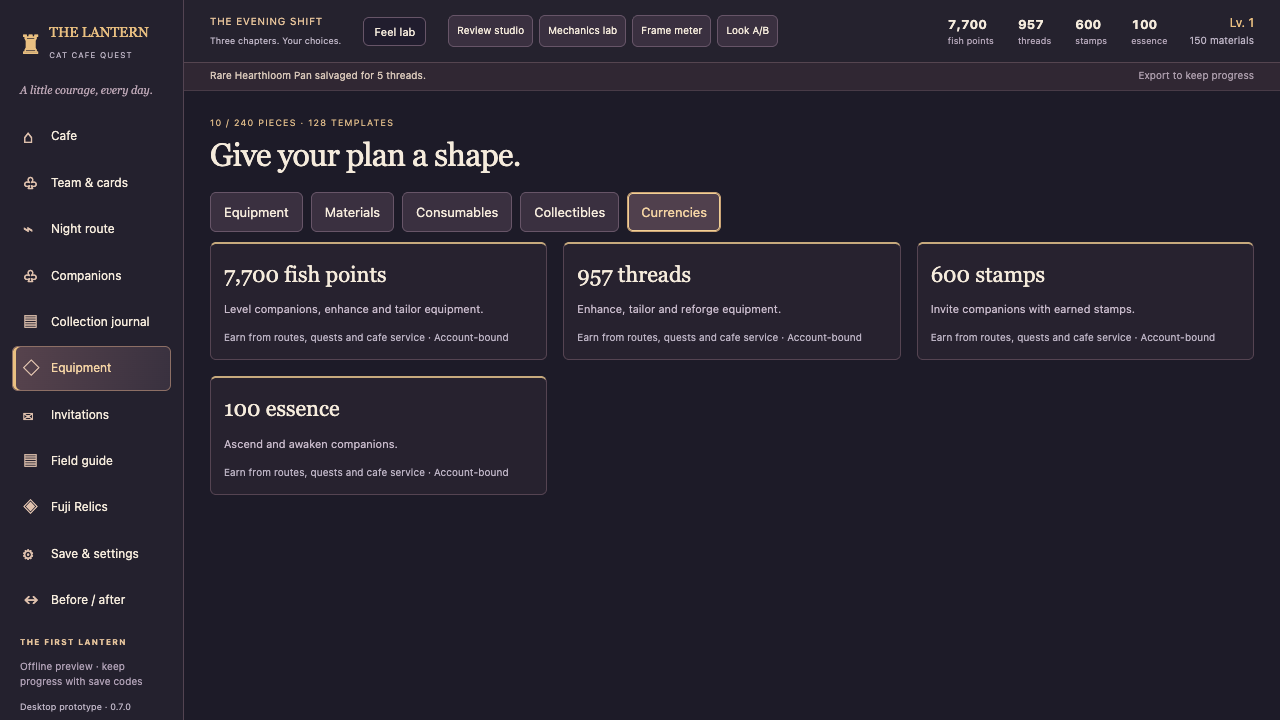 THE LANTERN
CAT CAFE QUEST
A little courage, every day.
Cafe
Team & cards
Night route
Companions
Collection journal
Equipment
Invitations
Field guide
Fuji Relics
Save & settings
Before / after
THE FIRST LANTERN
Offline preview · keep
progress with save codes
Desktop prototype · 0.7.0
THE EVENING SHIFT
Three chapters. Your choices.
Feel lab
Review studio
Mechanics lab
Frame meter
Look A/B
7,700
fish points
957
threads
600
stamps
100
essence
Lv. 1
150 materials
Rare Hearthloom Pan salvaged for 5 threads.
Export to keep progress
10 / 240 PIECES · 128 TEMPLATES
Give your plan a shape.
Equipment
Materials
Consumables
Collectibles
Currencies
7,700 fish points
Level companions, enhance and tailor equipment.
Earn from routes, quests and cafe service · Account-bound
957 threads
Enhance, tailor and reforge equipment.
Earn from routes, quests and cafe service · Account-bound
600 stamps
Invite companions with earned stamps.
Earn from routes, quests and cafe service · Account-bound
100 essence
Ascend and awaken companions.
Earn from routes, quests and cafe service · Account-bound